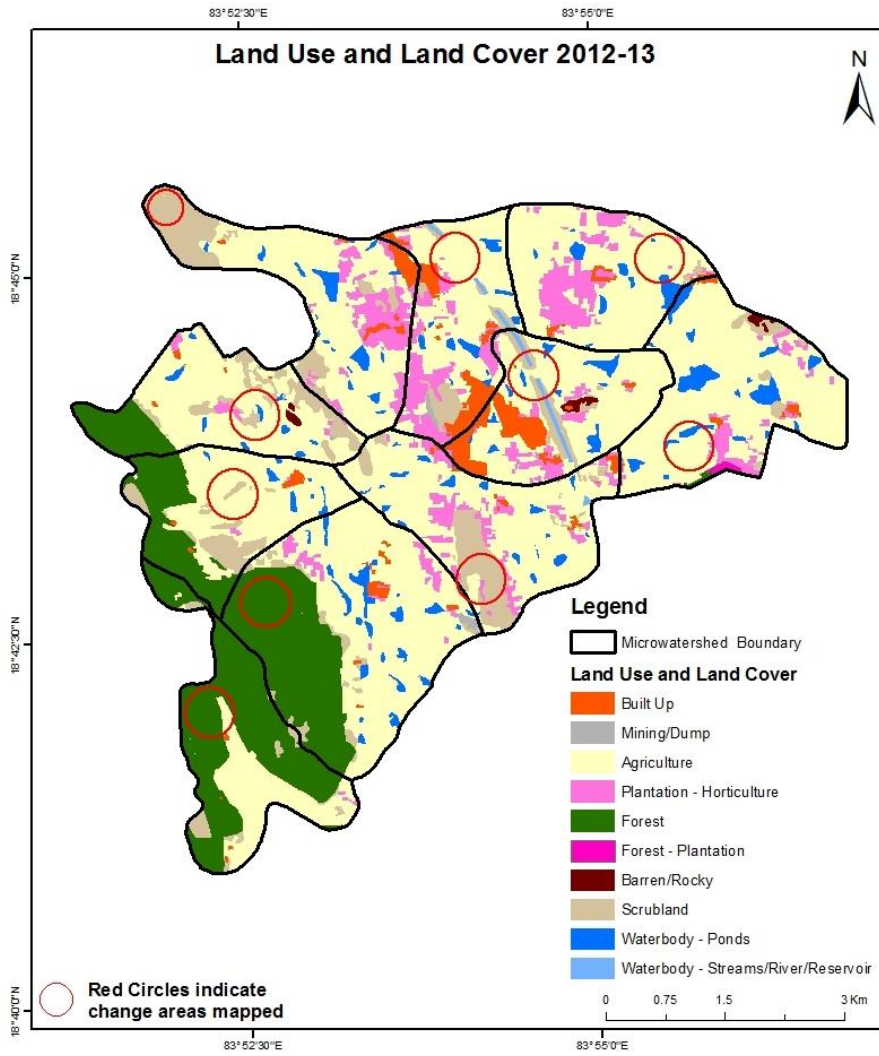 83°52'30"E
83°55'0"E
Land Use and Land Cover 2012-13
N
18°45'0"N
18°42'30"N
18°40'0"N
Legend
Microwatershed Boundary
Land Use and Land Cover
Built Up
Mining/Dump
Agriculture
Plantation - Horticulture
Forest
Forest - Plantation
Barren/Rocky
Scrubland
Waterbody - Ponds
Waterbody - Streams/River/Reservoir
0 0.75 1.5 3 Km
Red Circles indicate
change areas mapped
83°52'30"E
83°55'0"E